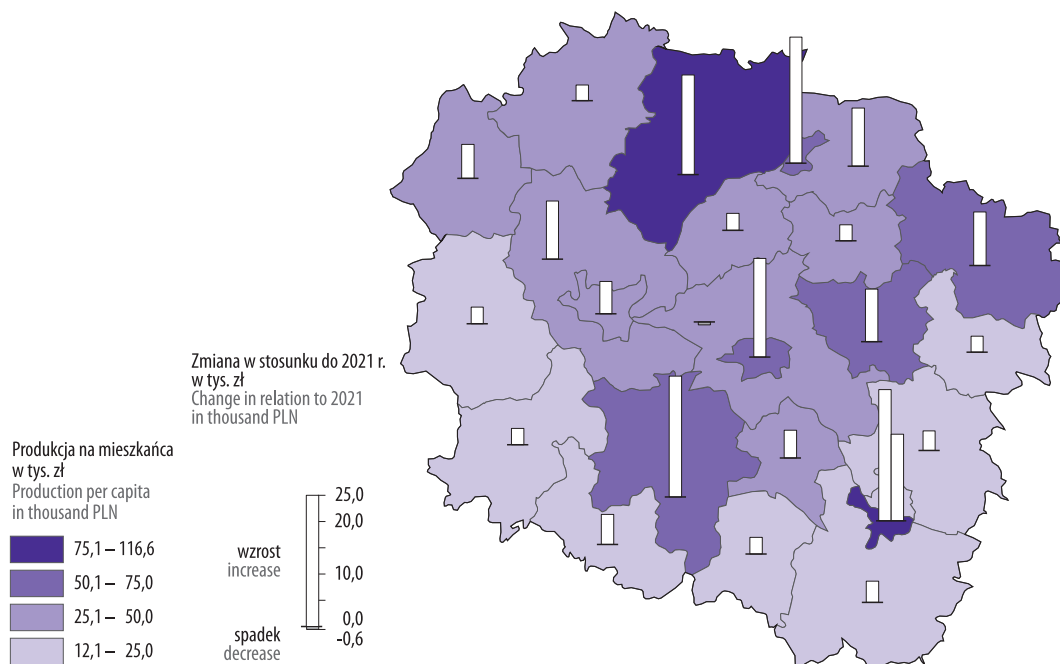 Zmiana w stosunku do 2021 r.
w tys. zł
Change in relation to 2021
in thousand PLN
Produkcja na mieszkańca
w tys. zł
Production per capita
in thousand PLN
75,1 – 116,6
50,1 – 75,0
25,1 – 50,0
12,1 – 25,0
25,0
20,0
wzrost
increase
10,0
0,0
spadek
-0,6
decrease